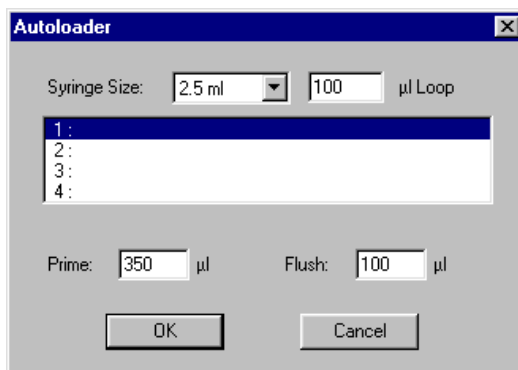 Autoloader
Syringe Size: 2.5 ml 100 µl Loop
1 :
2 :
3 :
4 :
Prime: 350 µl Flush: 100 µl
OK Cancel